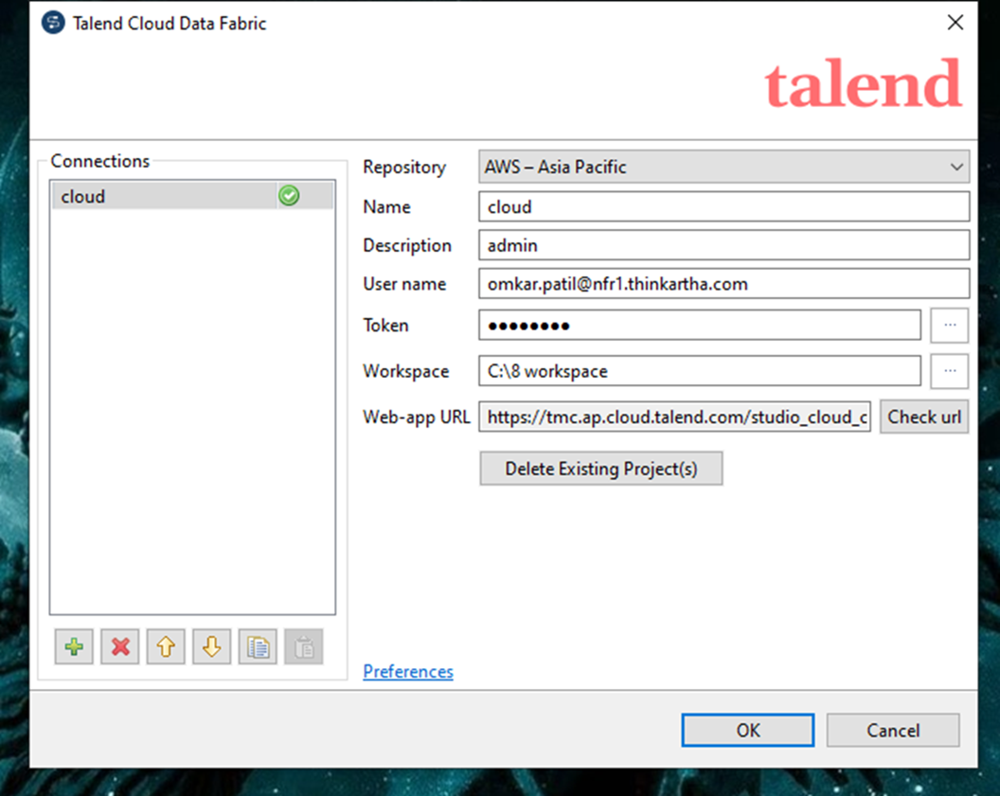 Talend Cloud Data Fabric
talend
Connections
cloud
Repository AWS – Asia Pacific
Name cloud
Description admin
User name omkar.patil@nfr1.thinkartha.com
Token ●●●●●●●●
...
Workspace C:\8 workspace
...
Web-app URL https://tmc.ap.cloud.talend.com/studio_cloud_c Check url
Delete Existing Project(s)
Preferences
OK Cancel